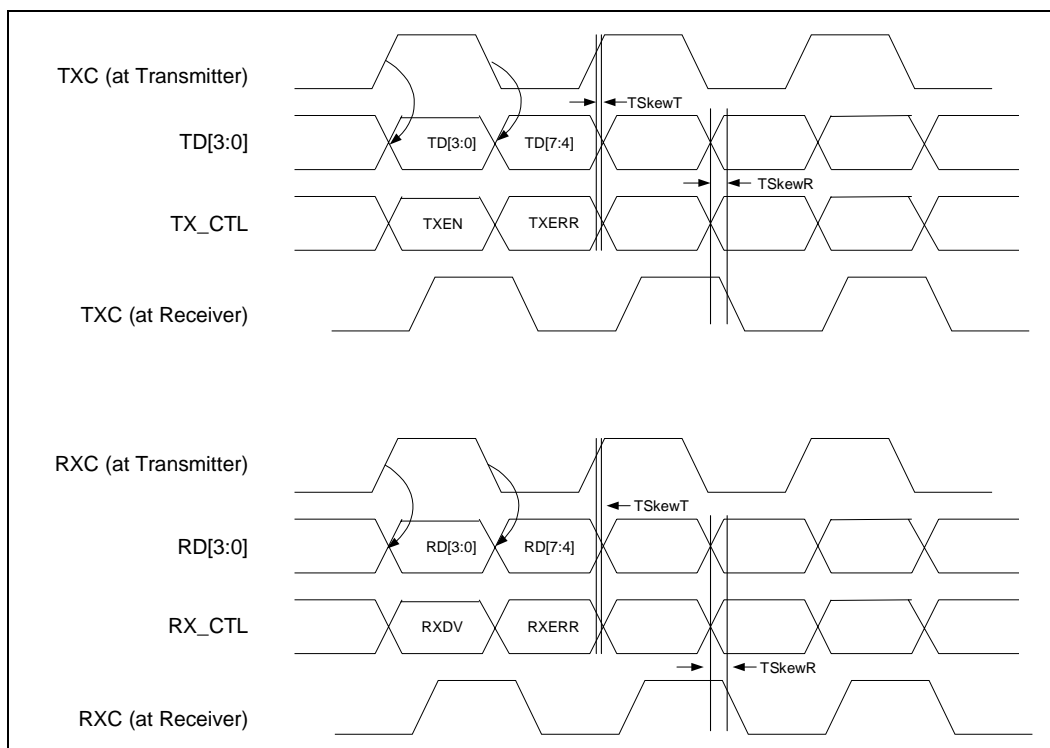 TXC (at Transmitter)
TSkewT
TD[3:0]
TD[3:0]
TD[7:4]
TSkewR
TX_CTL
TXEN
TXERR
TXC (at Receiver)
RXC (at Transmitter)
TSkewT
RD[3:0]
RD[3:0]
RD[7:4]
RX_CTL
RXDV
RXERR
TSkewR
RXC (at Receiver)